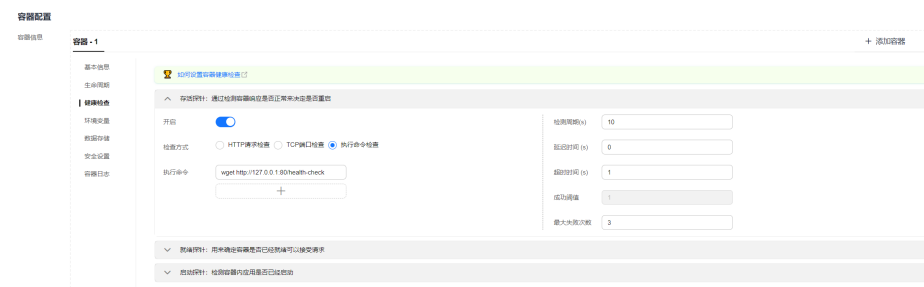 容器配置
容器信息
容器 - 1
+ 添加容器
基本信息
生命周期
健康检查
环境变量
数据存储
安全设置
容器日志
如何设置容器健康检查
存活探针：通过检测容器响应是否正常来决定是否重启
开启
检查方式
HTTP请求检查
TCP端口检查
执行命令检查
执行命令
wget http://127.0.0.1:80/health-check
+
检测周期(s)
10
延迟时间 (s)
0
超时时间 (s)
1
成功阈值
1
最大失败次数
3
就绪探针：用来确定容器是否已经就绪可以接受请求
启动探针：检测容器内应用是否已经启动